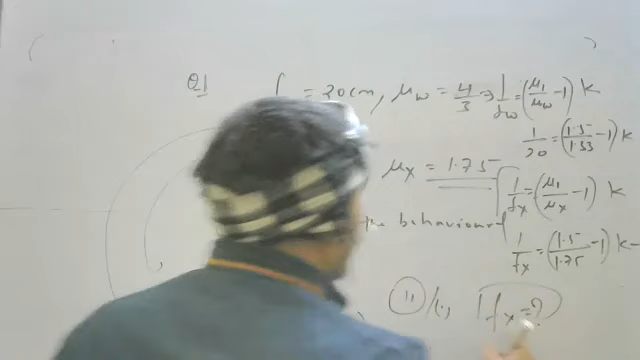 Q1 f = 20cm, μw = 4/3 → 1/fw = (μ1/μw - 1) k
1/20 = (1.5/1.33 - 1) k
μx = 1.75
1/fx = (μ1/μx - 1) k
the behaviour
1/fx = (1.5/1.75 - 1) k
(ii)
fx = ?